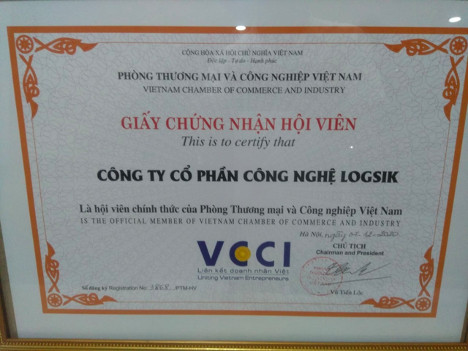 CỘNG HÒA XÃ HỘI CHỦ NGHĨA VIỆT NAM
Độc lập - Tự do - Hạnh phúc
PHÒNG THƯƠNG MẠI VÀ CÔNG NGHIỆP VIỆT NAM
VIETNAM CHAMBER OF COMMERCE AND INDUSTRY
GIẤY CHỨNG NHẬN HỘI VIÊN
This is to certify that
CÔNG TY CỔ PHẦN CÔNG NGHỆ LOGSIK
Là hội viên chính thức của Phòng Thương mại và Công nghiệp Việt Nam
IS THE OFFICIAL MEMBER OF VIETNAM CHAMBER OF COMMERCE AND INDUSTRY
Hà Nội, ngày
CHỦ TỊCH
Chairman and President
VCCI
Liên kết doanh nhân Việt
Uniting Vietnam Entrepreneurs
Số đăng ký Registration No: /PTM-HV
Vũ Tiến Lộc